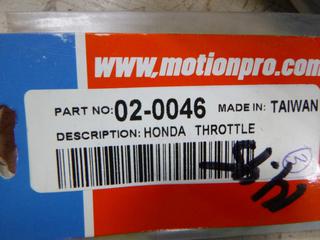 www.motionpro.com
PART NO: 02-0046 MADE IN: TAIWAN
DESCRIPTION: HONDA THROTTLE